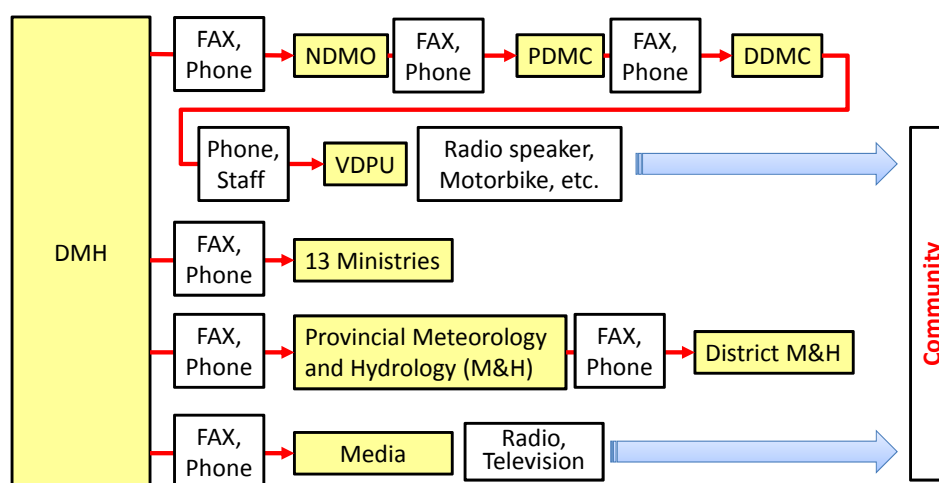 FAX,
Phone
NDMO
FAX,
Phone
PDMC
FAX,
Phone
DDMC
Phone,
Staff
VDPU
Radio speaker,
Motorbike, etc.
DMH
FAX,
Phone
13 Ministries
FAX,
Phone
Provincial Meteorology
and Hydrology (M&H)
FAX,
Phone
District M&H
FAX,
Phone
Media
Radio,
Television
Community